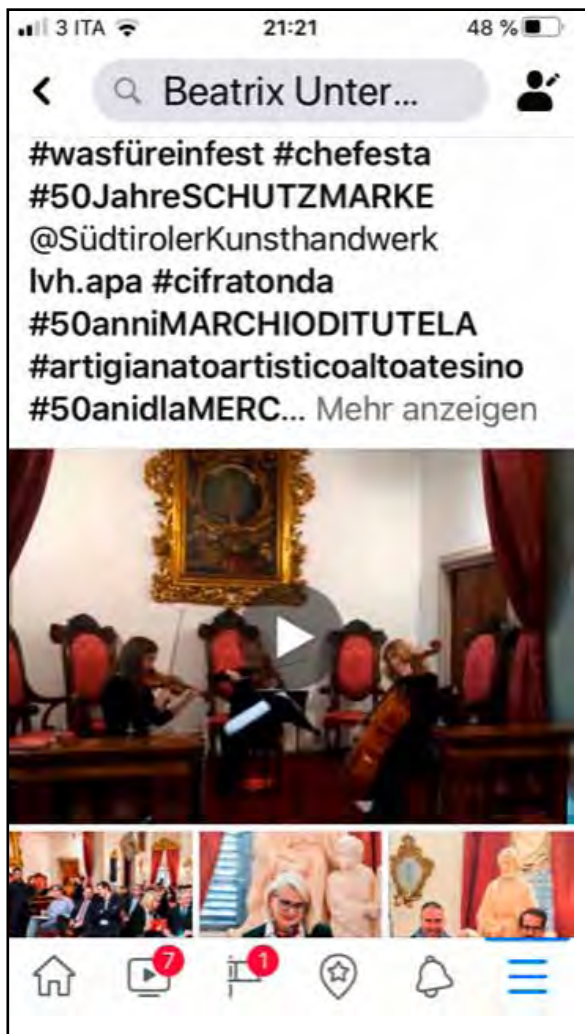 3 ITA 21:21 48 %
Beatrix Unter...
#wasfüreinfest #chefesta
#50JahreSCHUTZMARKE
@SüdtirolerKunsthandwerk
lvh.apa #cifratonda
#50anniMARCHIODITUTELA
#artigianatoartisticoaltoatesino
#50anidlaMERC... Mehr anzeigen
7 1